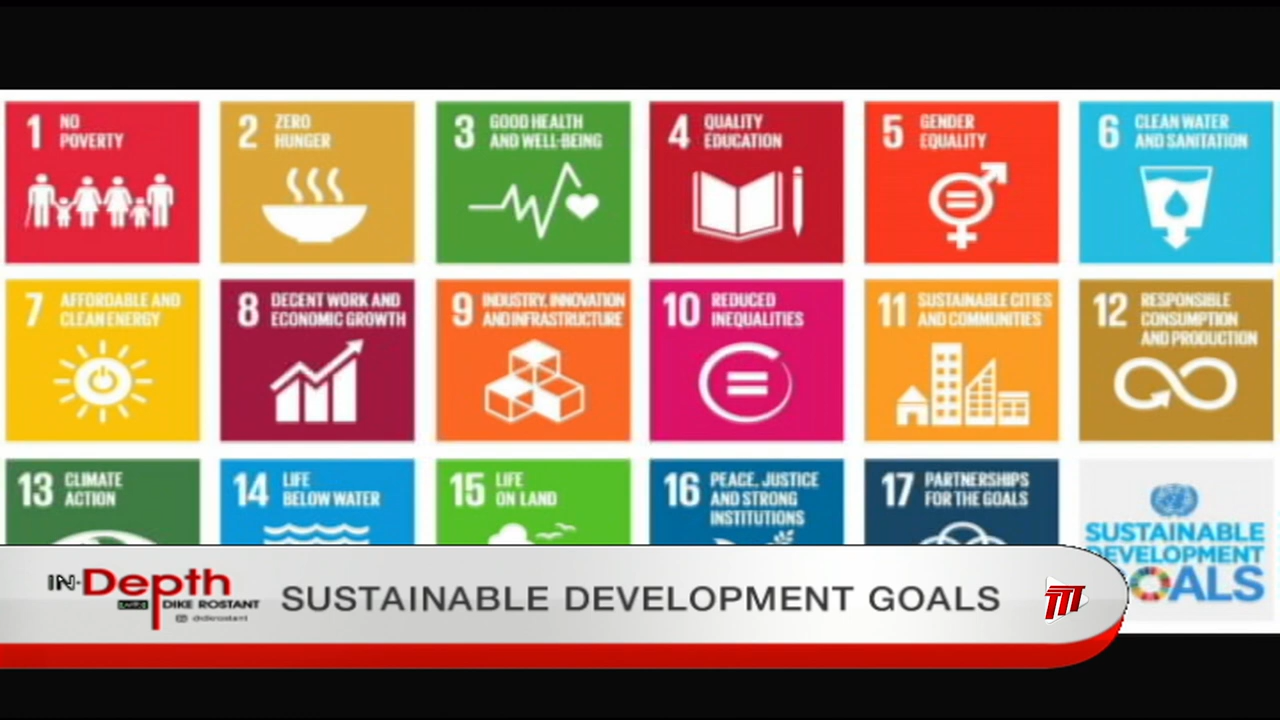 1 NO
POVERTY
2 ZERO
HUNGER
3 GOOD HEALTH
AND WELL-BEING
4 QUALITY
EDUCATION
5 GENDER
EQUALITY
6 CLEAN WATER
AND SANITATION
7 AFFORDABLE AND
CLEAN ENERGY
8 DECENT WORK AND
ECONOMIC GROWTH
9 INDUSTRY, INNOVATION
AND INFRASTRUCTURE
10 REDUCED
INEQUALITIES
11 SUSTAINABLE CITIES
AND COMMUNITIES
12 RESPONSIBLE
CONSUMPTION
AND PRODUCTION
13 CLIMATE
ACTION
14 LIFE
BELOW WATER
15 LIFE
ON LAND
16 PEACE, JUSTICE
AND STRONG
INSTITUTIONS
17 PARTNERSHIPS
FOR THE GOALS
SUSTAINABLE
DEVELOPMENT
GOALS
IN-Depth
DIKE ROSTANT
SUSTAINABLE DEVELOPMENT GOALS